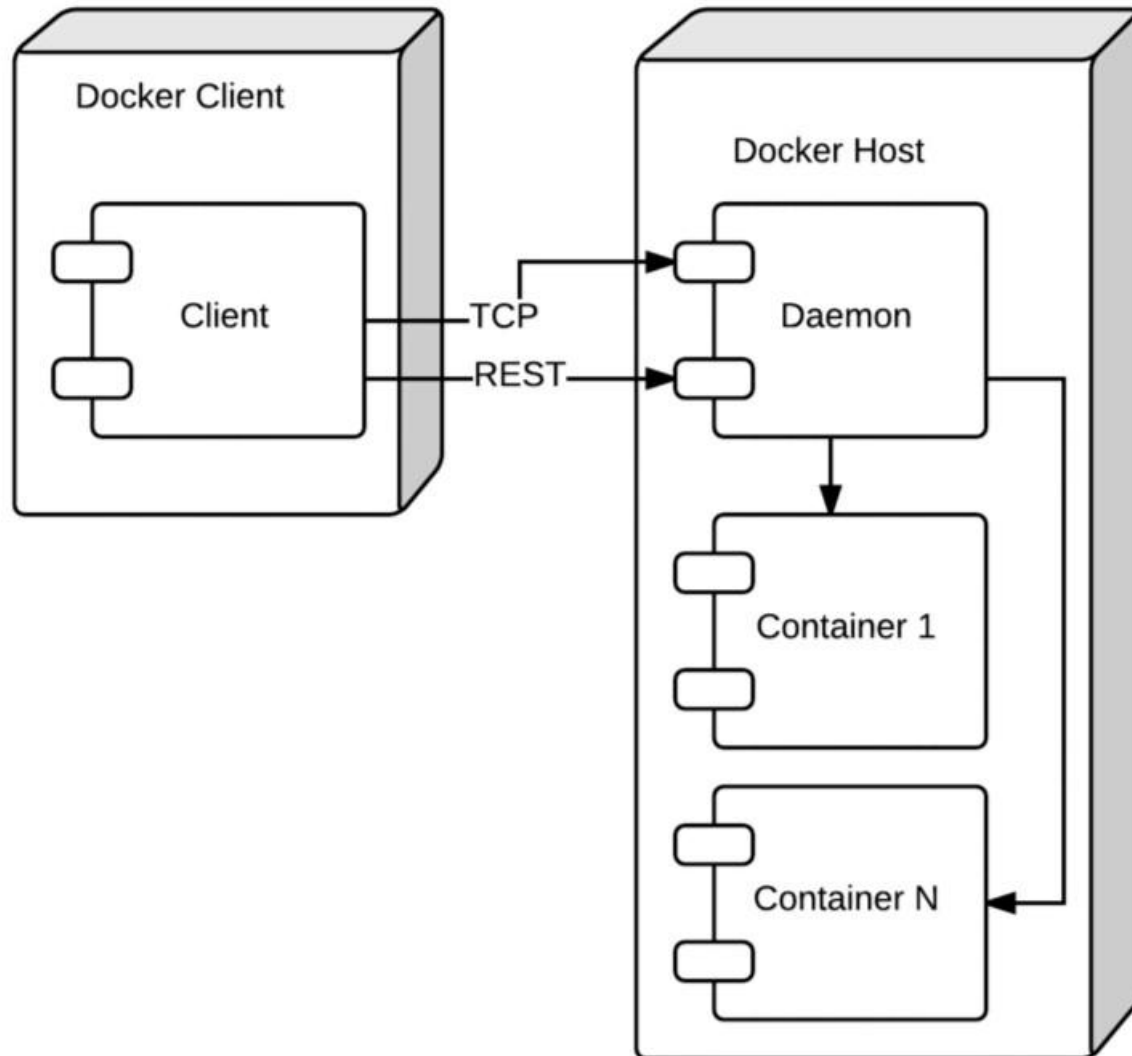 Docker Client
Client
TCP
REST
Docker Host
Daemon
Container 1
Container N